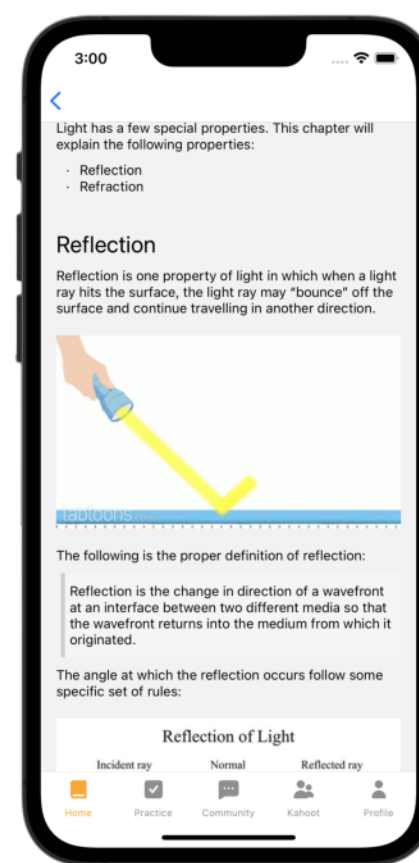 3:00
Light has a few special properties. This chapter will
explain the following properties:
· Reflection
· Refraction
Reflection
Reflection is one property of light in which when a light
ray hits the surface, the light ray may “bounce” off the
surface and continue travelling in another direction.
tabtoons.com
The following is the proper definition of reflection:
Reflection is the change in direction of a wavefront
at an interface between two different media so that
the wavefront returns into the medium from which it
originated.
The angle at which the reflection occurs follow some
specific set of rules:
Reflection of Light
Incident ray Normal Reflected ray
Home Practice Community Kahoot Profile